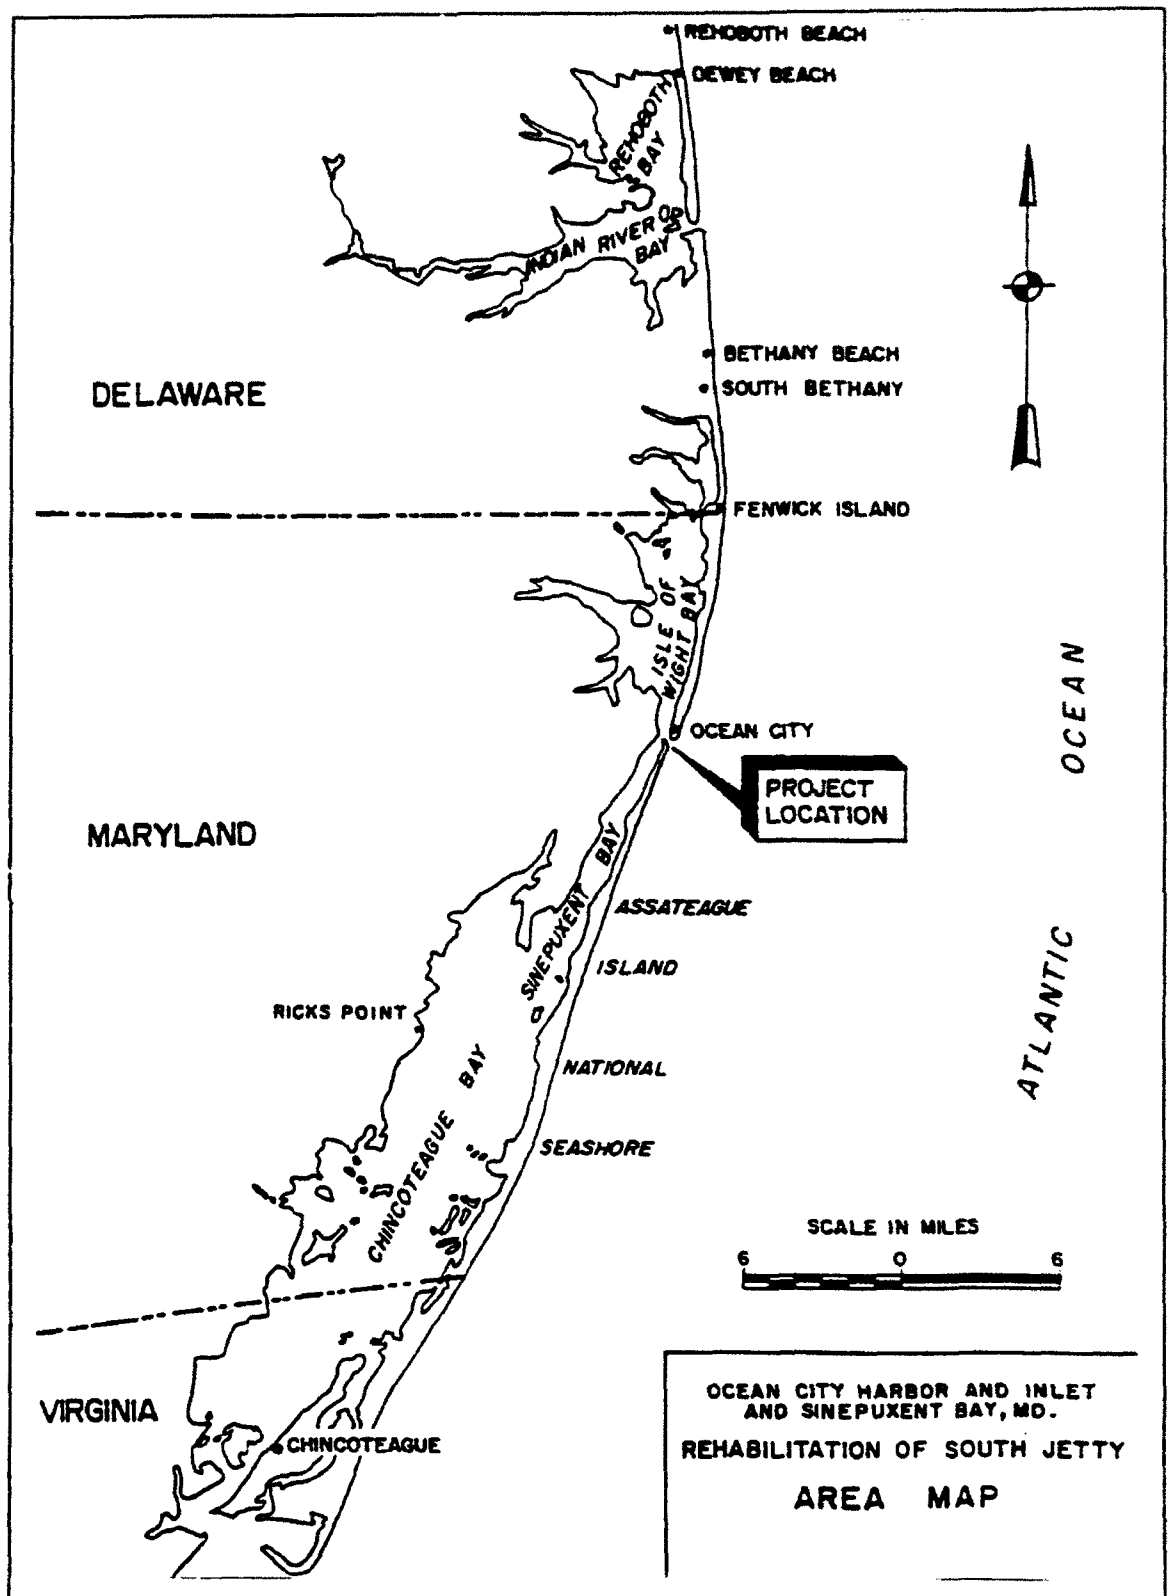 REHOBOTH BEACH
DEWEY BEACH
REHOBOTH
BAY
INDIAN RIVER
BAY
BETHANY BEACH
SOUTH BETHANY
DELAWARE
FENWICK ISLAND
ISLE OF
WIGHT BAY
OCEAN CITY
PROJECT
LOCATION
MARYLAND
SINEPUXENT BAY
ASSATEAGUE
ISLAND
NATIONAL
SEASHORE
RICKS POINT
CHINCOTEAGUE BAY
ATLANTIC OCEAN
SCALE IN MILES
6 0 6
VIRGINIA
CHINCOTEAGUE
OCEAN CITY HARBOR AND INLET
AND SINEPUXENT BAY, MD.
REHABILITATION OF SOUTH JETTY
AREA MAP